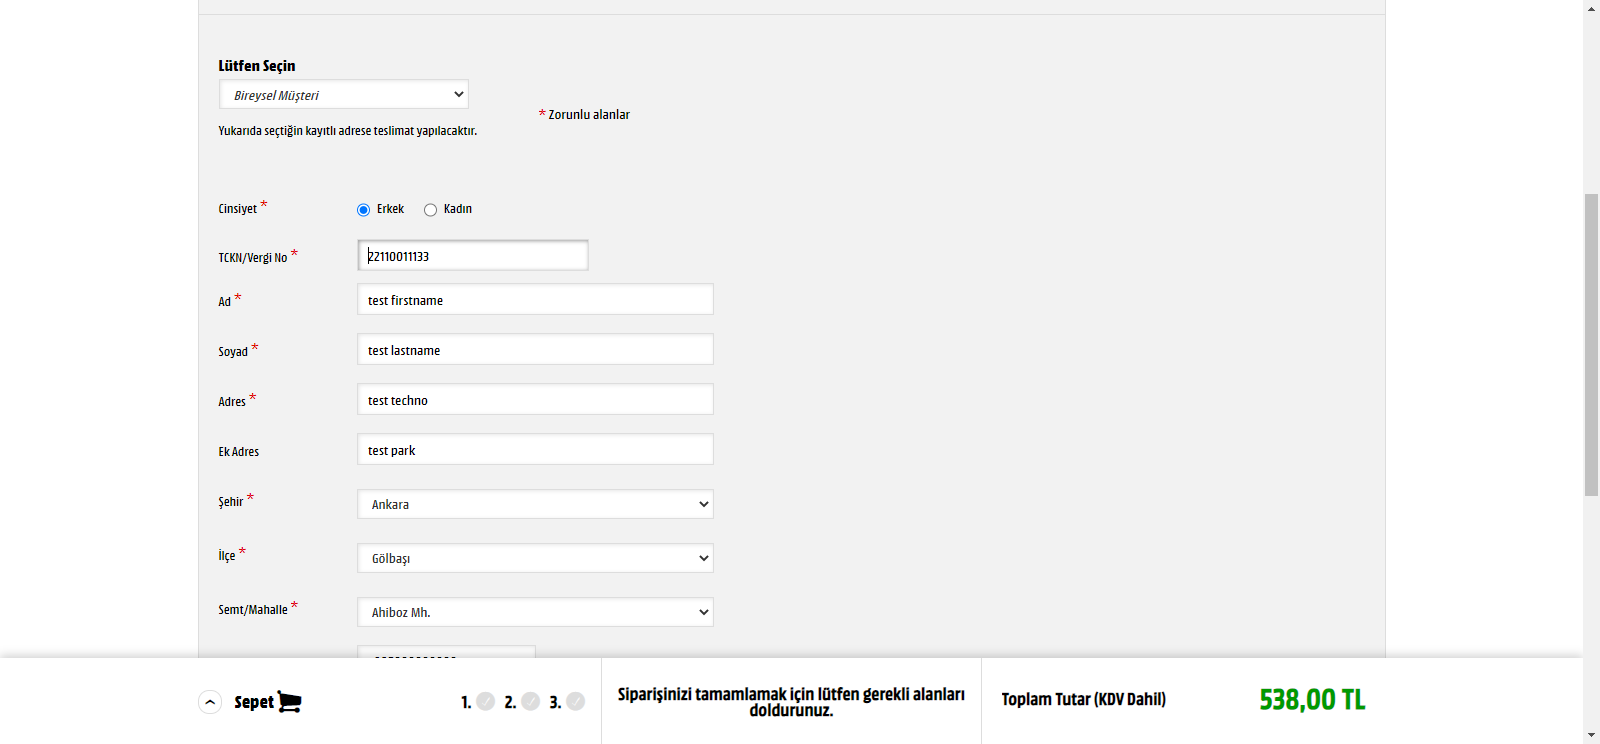 Lütfen Seçin
Bireysel Müşteri
* Zorunlu alanlar
Yukarıda seçtiğin kayıtlı adrese teslimat yapılacaktır.
Cinsiyet * Erkek Kadın
TCKN/Vergi No * 22110011133
Ad * test firstname
Soyad * test lastname
Adres * test techno
Ek Adres test park
Şehir * Ankara
İlçe * Gölbaşı
Semt/Mahalle * Ahiboz Mh.
Sepet 1. 2. 3.
Siparişinizi tamamlamak için lütfen gerekli alanları
doldurunuz.
Toplam Tutar (KDV Dahil) 538,00 TL